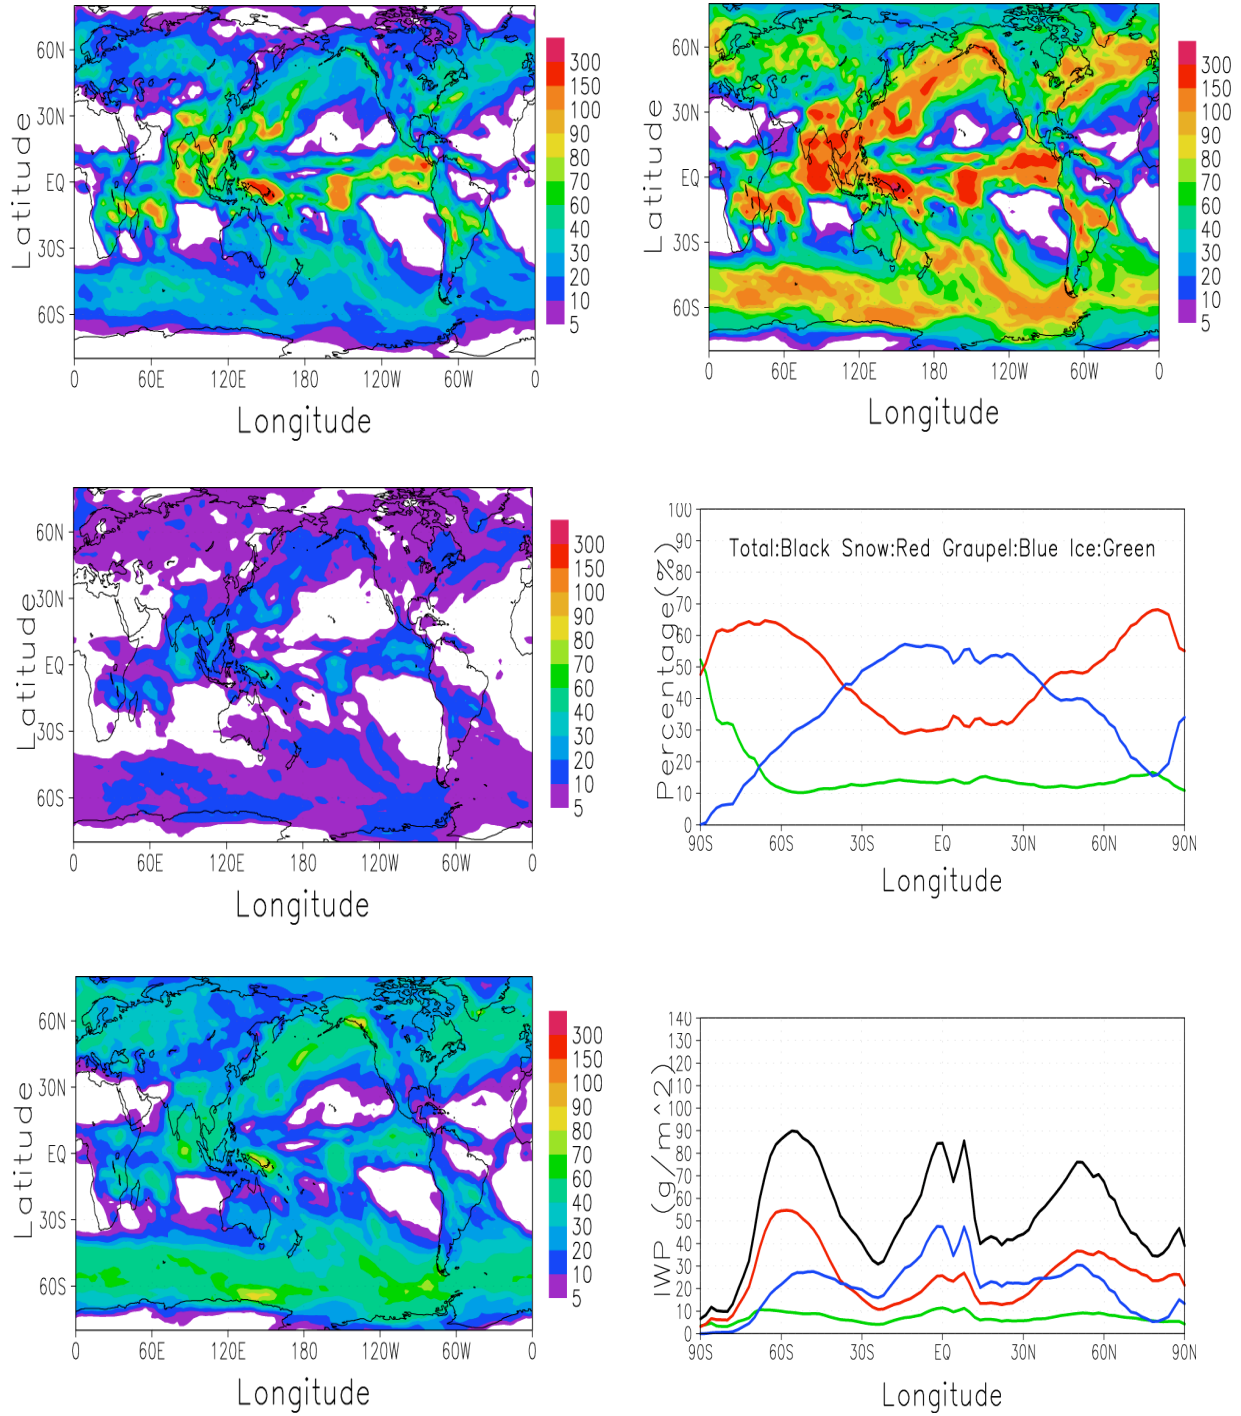 60N
30N
EQ
30S
60S
Latitude
0 60E 120E 180 120W 60W 0
Longitude
300
150
100
90
80
70
60
40
30
20
10
5
60N
30N
EQ
30S
60S
Latitude
0 60E 120E 180 120W 60W 0
Longitude
300
150
100
90
80
70
60
40
30
20
10
5
60N
30N
EQ
30S
60S
Latitude
0 60E 120E 180 120W 60W 0
Longitude
300
150
100
90
80
70
60
40
30
20
10
5
100
90
80
70
60
50
40
30
20
10
0
Percentage(%)
Total:Black Snow:Red Graupel:Blue Ice:Green
90S 60S 30S EQ 30N 60N 90N
Longitude
60N
30N
EQ
30S
60S
Latitude
0 60E 120E 180 120W 60W 0
Longitude
300
150
100
90
80
70
60
40
30
20
10
5
140
130
120
110
100
90
80
70
60
50
40
30
20
10
0
IWP (g/m^2)
90S 60S 30S EQ 30N 60N 90N
Longitude